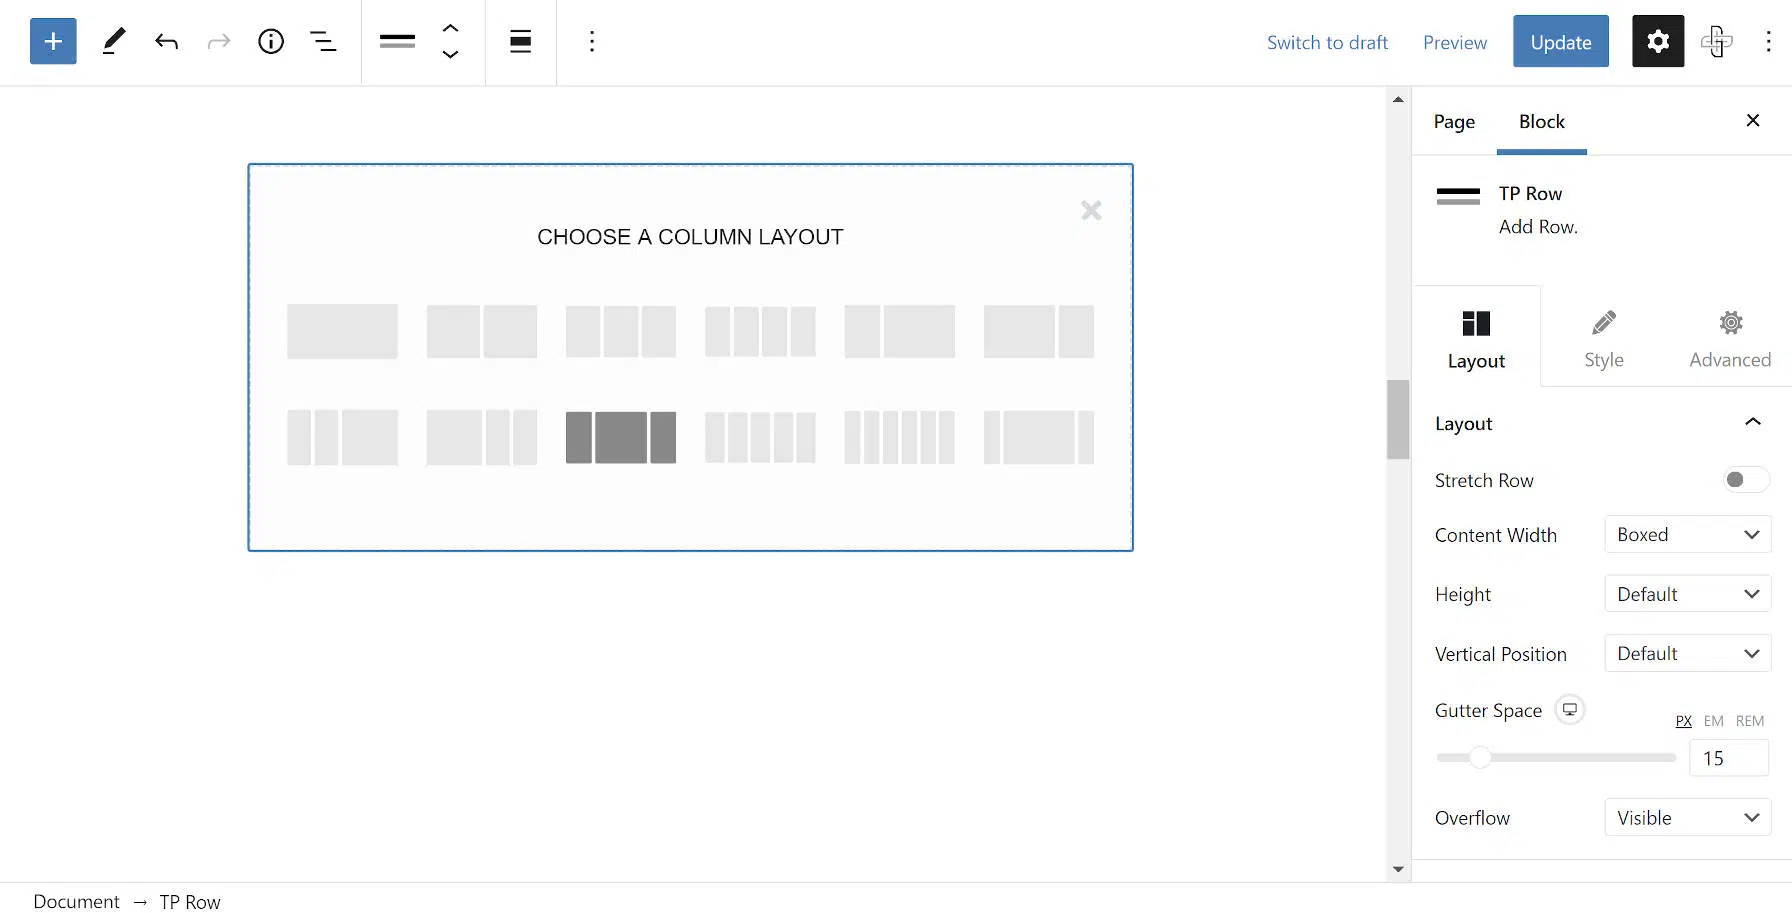 Switch to draft
Preview
Update
Page
Block
TP Row
Add Row.
CHOOSE A COLUMN LAYOUT
Layout
Style
Advanced
Layout
Stretch Row
Content Width
Boxed
Height
Default
Vertical Position
Default
Gutter Space
PX EM REM
15
Overflow
Visible
Document → TP Row